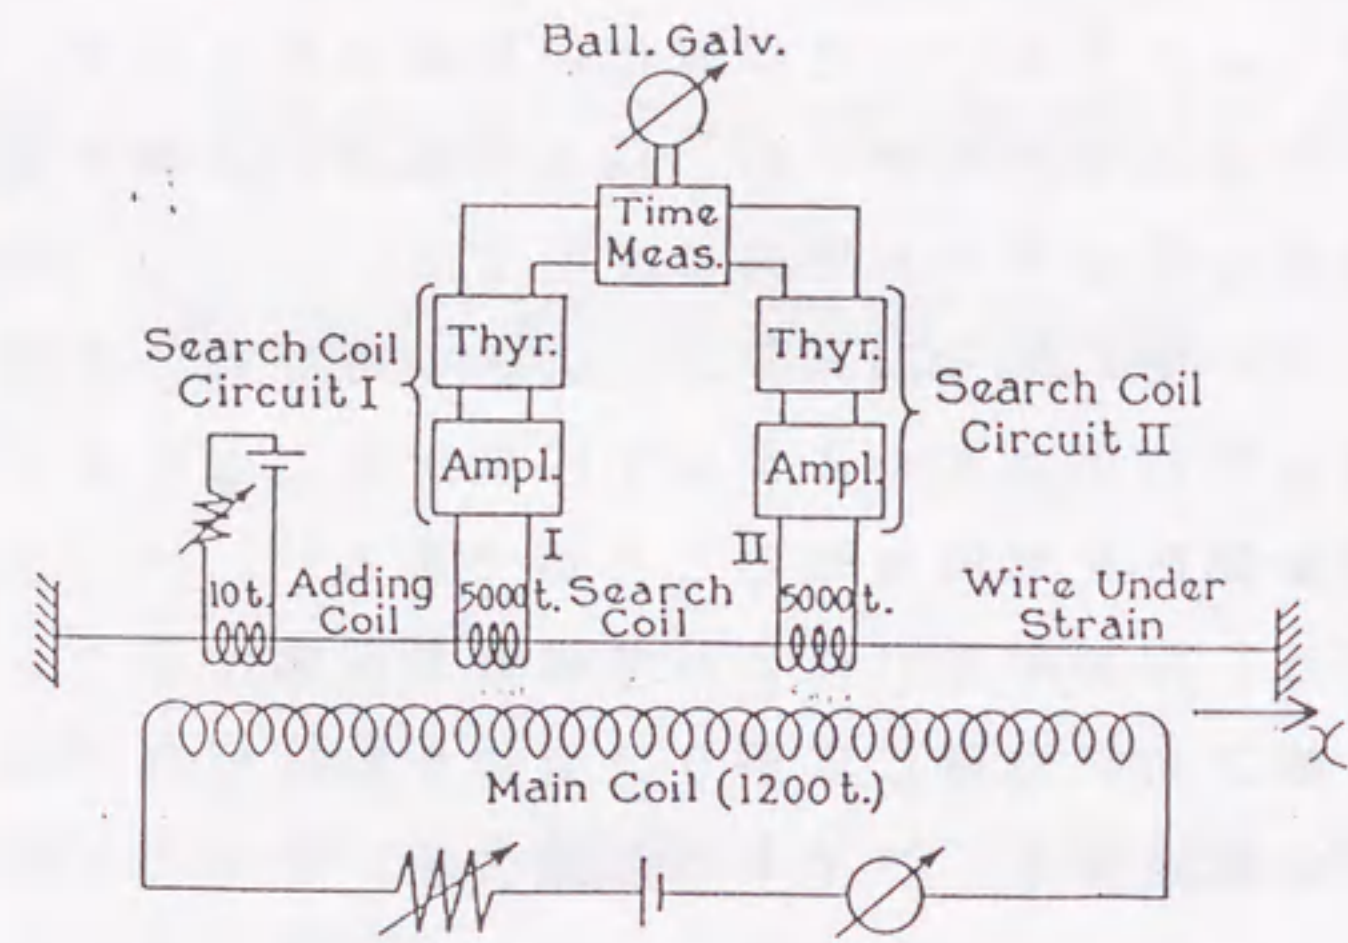 Ball. Galv.
Time
Meas.
Search Coil
Circuit I
Thyr.
Ampl.
Thyr.
Ampl.
Search Coil
Circuit II
I
II
10t.
Adding
Coil
5000t.
Search
Coil
5000t.
Wire Under
Strain
X
Main Coil (1200t.)